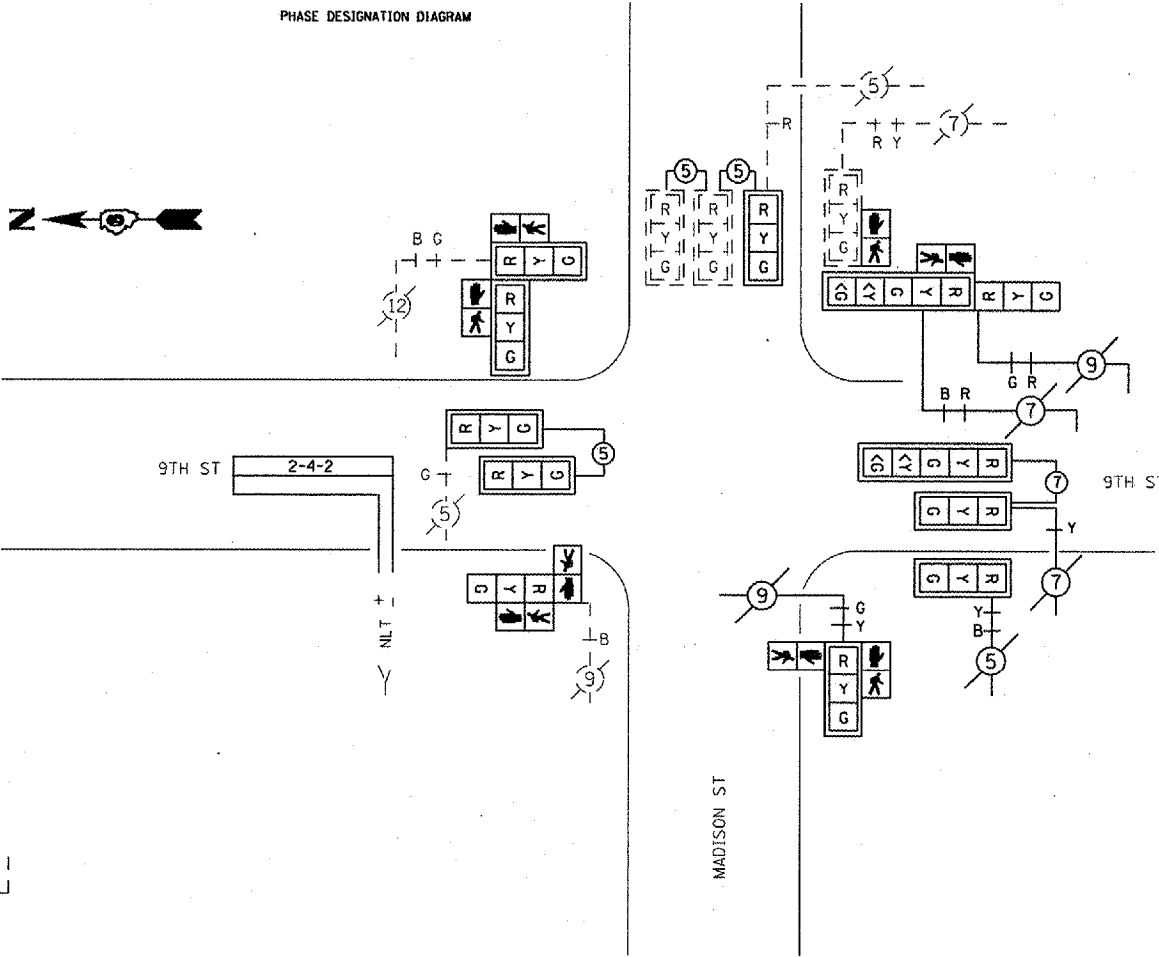 PHASE DESIGNATION DIAGRAM
5
R
7
R Y
N
5 5
R Y G
R Y G
R Y G
R Y G
B G
R Y G
12
R Y G
<G <Y G Y R
R Y G
G R
9
B R
7
R Y G
5
R Y G
G
5
9TH ST
2-4-2
<G <Y G Y R
7
9TH ST
G Y R
Y
7
G Y R
Y
B
5
G Y R
B
9
+ -
NLT
Y
9
G
Y
R Y G
MADISON ST